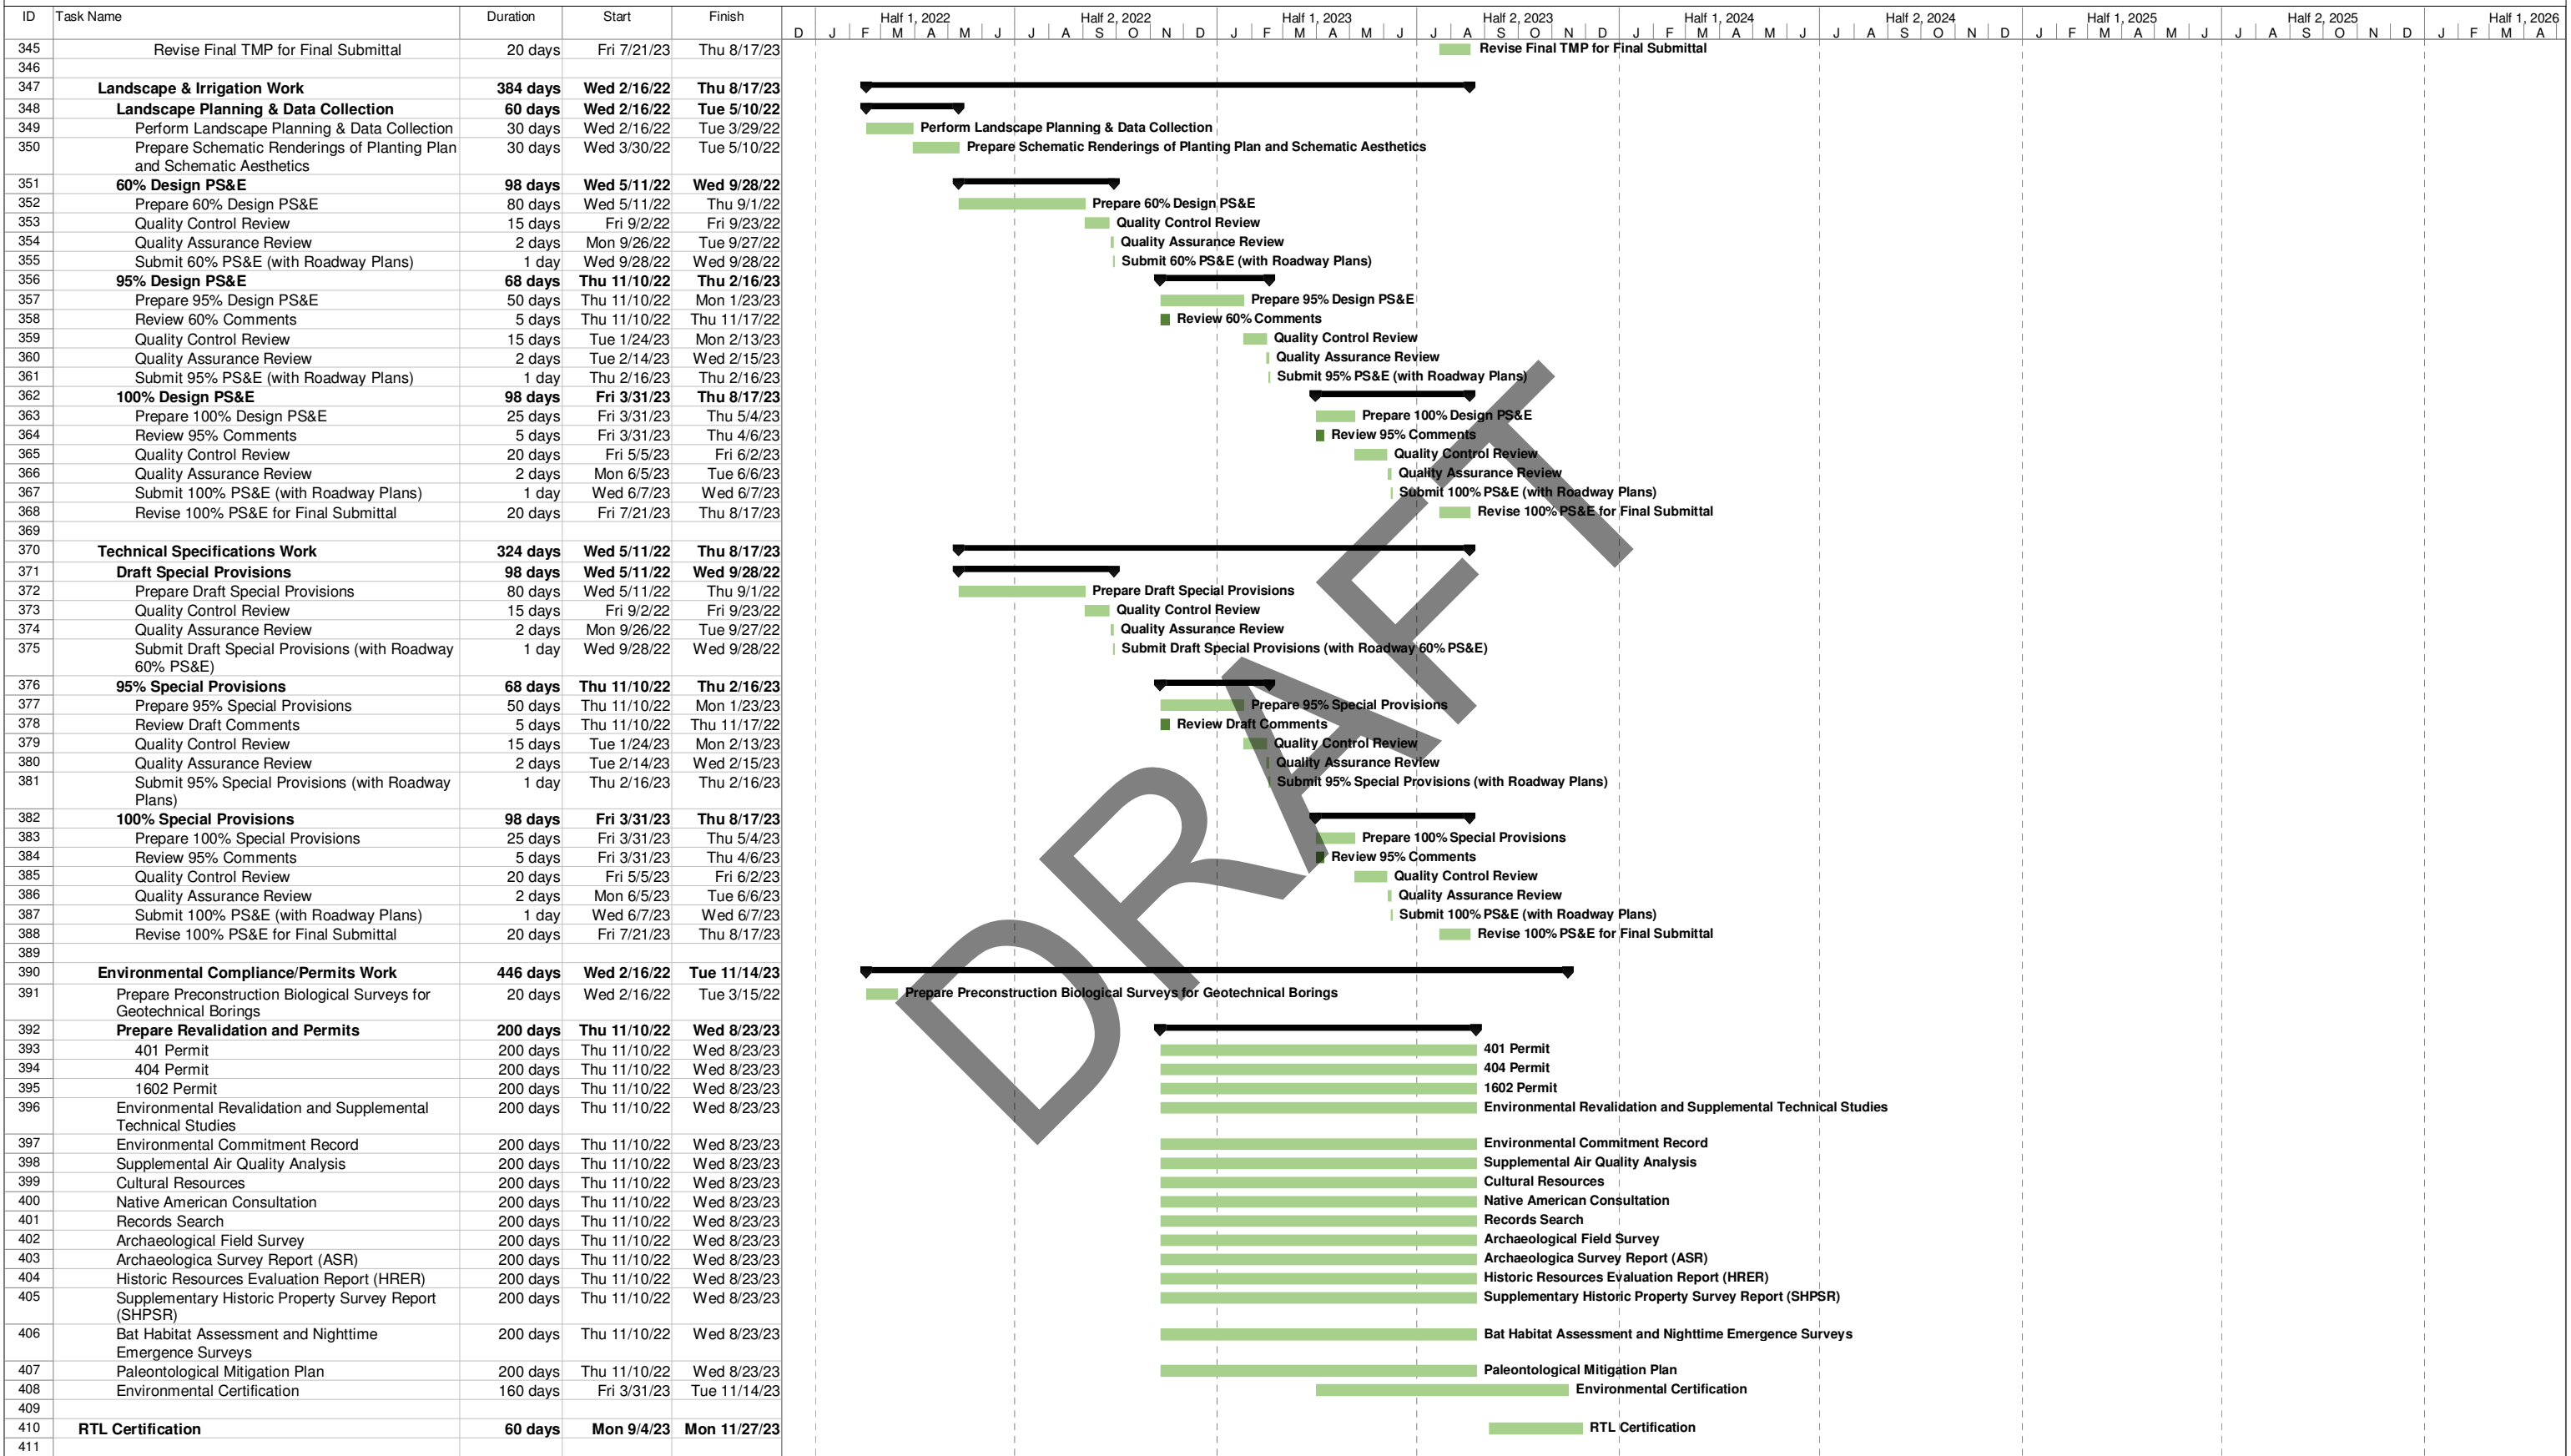 ID Task Name Duration Start Finish Half 1, 2022 Half 2, 2022 Half 1, 2023 Half 2, 2023 Half 1, 2024 Half 2, 2024 Half 1, 2025 Half 2, 2025 Half 1, 2026
D J F M A M J J A S O N D J F M A M J J A S O N D J F M A M J J A S O N D J F M A M J J A S O N D J F M A
345 Revise Final TMP for Final Submittal 20 days Fri 7/21/23 Thu 8/17/23 Revise Final TMP for Final Submittal
346
347 Landscape & Irrigation Work 384 days Wed 2/16/22 Thu 8/17/23
348 Landscape Planning & Data Collection 60 days Wed 2/16/22 Tue 5/10/22
349 Perform Landscape Planning & Data Collection 30 days Wed 2/16/22 Tue 3/29/22 Perform Landscape Planning & Data Collection
350 Prepare Schematic Renderings of Planting Plan 30 days Wed 3/30/22 Tue 5/10/22 Prepare Schematic Renderings of Planting Plan and Schematic Aesthetics
and Schematic Aesthetics
351 60% Design PS&E 98 days Wed 5/11/22 Wed 9/28/22
352 Prepare 60% Design PS&E 80 days Wed 5/11/22 Thu 9/1/22 Prepare 60% Design PS&E
353 Quality Control Review 15 days Fri 9/2/22 Fri 9/23/22 Quality Control Review
354 Quality Assurance Review 2 days Mon 9/26/22 Tue 9/27/22 Quality Assurance Review
355 Submit 60% PS&E (with Roadway Plans) 1 day Wed 9/28/22 Wed 9/28/22 Submit 60% PS&E (with Roadway Plans)
356 95% Design PS&E 68 days Thu 11/10/22 Thu 2/16/23
357 Prepare 95% Design PS&E 50 days Thu 11/10/22 Mon 1/23/23 Prepare 95% Design PS&E
358 Review 60% Comments 5 days Thu 11/10/22 Thu 11/17/22 Review 60% Comments
359 Quality Control Review 15 days Tue 1/24/23 Mon 2/13/23 Quality Control Review
360 Quality Assurance Review 2 days Tue 2/14/23 Wed 2/15/23 Quality Assurance Review
361 Submit 95% PS&E (with Roadway Plans) 1 day Thu 2/16/23 Thu 2/16/23 Submit 95% PS&E (with Roadway Plans)
362 100% Design PS&E 98 days Fri 3/31/23 Thu 8/17/23
363 Prepare 100% Design PS&E 25 days Fri 3/31/23 Thu 5/4/23 Prepare 100% Design PS&E
364 Review 95% Comments 5 days Fri 3/31/23 Thu 4/6/23 Review 95% Comments
365 Quality Control Review 20 days Fri 5/5/23 Fri 6/2/23 Quality Control Review
366 Quality Assurance Review 2 days Mon 6/5/23 Tue 6/6/23 Quality Assurance Review
367 Submit 100% PS&E (with Roadway Plans) 1 day Wed 6/7/23 Wed 6/7/23 Submit 100% PS&E (with Roadway Plans)
368 Revise 100% PS&E for Final Submittal 20 days Fri 7/21/23 Thu 8/17/23 Revise 100% PS&E for Final Submittal
369
370 Technical Specifications Work 324 days Wed 5/11/22 Thu 8/17/23
371 Draft Special Provisions 98 days Wed 5/11/22 Wed 9/28/22
372 Prepare Draft Special Provisions 80 days Wed 5/11/22 Thu 9/1/22 Prepare Draft Special Provisions
373 Quality Control Review 15 days Fri 9/2/22 Fri 9/23/22 Quality Control Review
374 Quality Assurance Review 2 days Mon 9/26/22 Tue 9/27/22 Quality Assurance Review
375 Submit Draft Special Provisions (with Roadway 1 day Wed 9/28/22 Wed 9/28/22 Submit Draft Special Provisions (with Roadway 60% PS&E)
60% PS&E)
376 95% Special Provisions 68 days Thu 11/10/22 Thu 2/16/23
377 Prepare 95% Special Provisions 50 days Thu 11/10/22 Mon 1/23/23 Prepare 95% Special Provisions
378 Review Draft Comments 5 days Thu 11/10/22 Thu 11/17/22 Review Draft Comments
379 Quality Control Review 15 days Tue 1/24/23 Mon 2/13/23 Quality Control Review
380 Quality Assurance Review 2 days Tue 2/14/23 Wed 2/15/23 Quality Assurance Review
381 Submit 95% Special Provisions (with Roadway 1 day Thu 2/16/23 Thu 2/16/23 Submit 95% Special Provisions (with Roadway Plans)
Plans)
382 100% Special Provisions 98 days Fri 3/31/23 Thu 8/17/23
383 Prepare 100% Special Provisions 25 days Fri 3/31/23 Thu 5/4/23 Prepare 100% Special Provisions
384 Review 95% Comments 5 days Fri 3/31/23 Thu 4/6/23 Review 95% Comments
385 Quality Control Review 20 days Fri 5/5/23 Fri 6/2/23 Quality Control Review
386 Quality Assurance Review 2 days Mon 6/5/23 Tue 6/6/23 Quality Assurance Review
387 Submit 100% PS&E (with Roadway Plans) 1 day Wed 6/7/23 Wed 6/7/23 Submit 100% PS&E (with Roadway Plans)
388 Revise 100% PS&E for Final Submittal 20 days Fri 7/21/23 Thu 8/17/23 Revise 100% PS&E for Final Submittal
389
390 Environmental Compliance/Permits Work 446 days Wed 2/16/22 Tue 11/14/23
391 Prepare Preconstruction Biological Surveys for 20 days Wed 2/16/22 Tue 3/15/22 Prepare Preconstruction Biological Surveys for Geotechnical Borings
Geotechnical Borings
392 Prepare Revalidation and Permits 200 days Thu 11/10/22 Wed 8/23/23
393 401 Permit 200 days Thu 11/10/22 Wed 8/23/23 401 Permit
394 404 Permit 200 days Thu 11/10/22 Wed 8/23/23 404 Permit
395 1602 Permit 200 days Thu 11/10/22 Wed 8/23/23 1602 Permit
396 Environmental Revalidation and Supplemental 200 days Thu 11/10/22 Wed 8/23/23 Environmental Revalidation and Supplemental Technical Studies
Technical Studies
397 Environmental Commitment Record 200 days Thu 11/10/22 Wed 8/23/23 Environmental Commitment Record
398 Supplemental Air Quality Analysis 200 days Thu 11/10/22 Wed 8/23/23 Supplemental Air Quality Analysis
399 Cultural Resources 200 days Thu 11/10/22 Wed 8/23/23 Cultural Resources
400 Native American Consultation 200 days Thu 11/10/22 Wed 8/23/23 Native American Consultation
401 Records Search 200 days Thu 11/10/22 Wed 8/23/23 Records Search
402 Archaeological Field Survey 200 days Thu 11/10/22 Wed 8/23/23 Archaeological Field Survey
403 Archaeologica Survey Report (ASR) 200 days Thu 11/10/22 Wed 8/23/23 Archaeologica Survey Report (ASR)
404 Historic Resources Evaluation Report (HRER) 200 days Thu 11/10/22 Wed 8/23/23 Historic Resources Evaluation Report (HRER)
405 Supplementary Historic Property Survey Report 200 days Thu 11/10/22 Wed 8/23/23 Supplementary Historic Property Survey Report (SHPSR)
(SHPSR)
406 Bat Habitat Assessment and Nighttime 200 days Thu 11/10/22 Wed 8/23/23 Bat Habitat Assessment and Nighttime Emergence Surveys
Emergence Surveys
407 Paleontological Mitigation Plan 200 days Thu 11/10/22 Wed 8/23/23 Paleontological Mitigation Plan
408 Environmental Certification 160 days Fri 3/31/23 Tue 11/14/23 Environmental Certification
409
410 RTL Certification 60 days Mon 9/4/23 Mon 11/27/23 RTL Certification
411
DRAFT